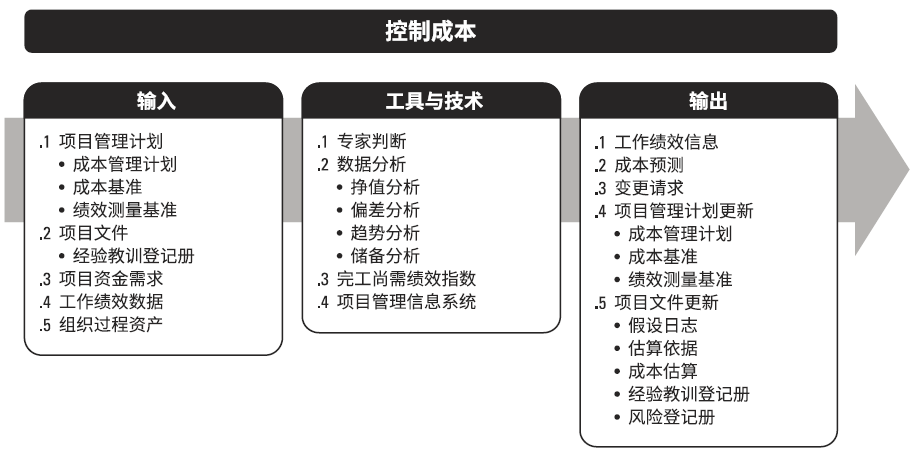 控制成本
输入
.1 项目管理计划
• 成本管理计划
• 成本基准
• 绩效测量基准
.2 项目文件
• 经验教训登记册
.3 项目资金需求
.4 工作绩效数据
.5 组织过程资产
工具与技术
.1 专家判断
.2 数据分析
• 挣值分析
• 偏差分析
• 趋势分析
• 储备分析
.3 完工尚需绩效指数
.4 项目管理信息系统
输出
.1 工作绩效信息
.2 成本预测
.3 变更请求
.4 项目管理计划更新
• 成本管理计划
• 成本基准
• 绩效测量基准
.5 项目文件更新
• 假设日志
• 估算依据
• 成本估算
• 经验教训登记册
• 风险登记册